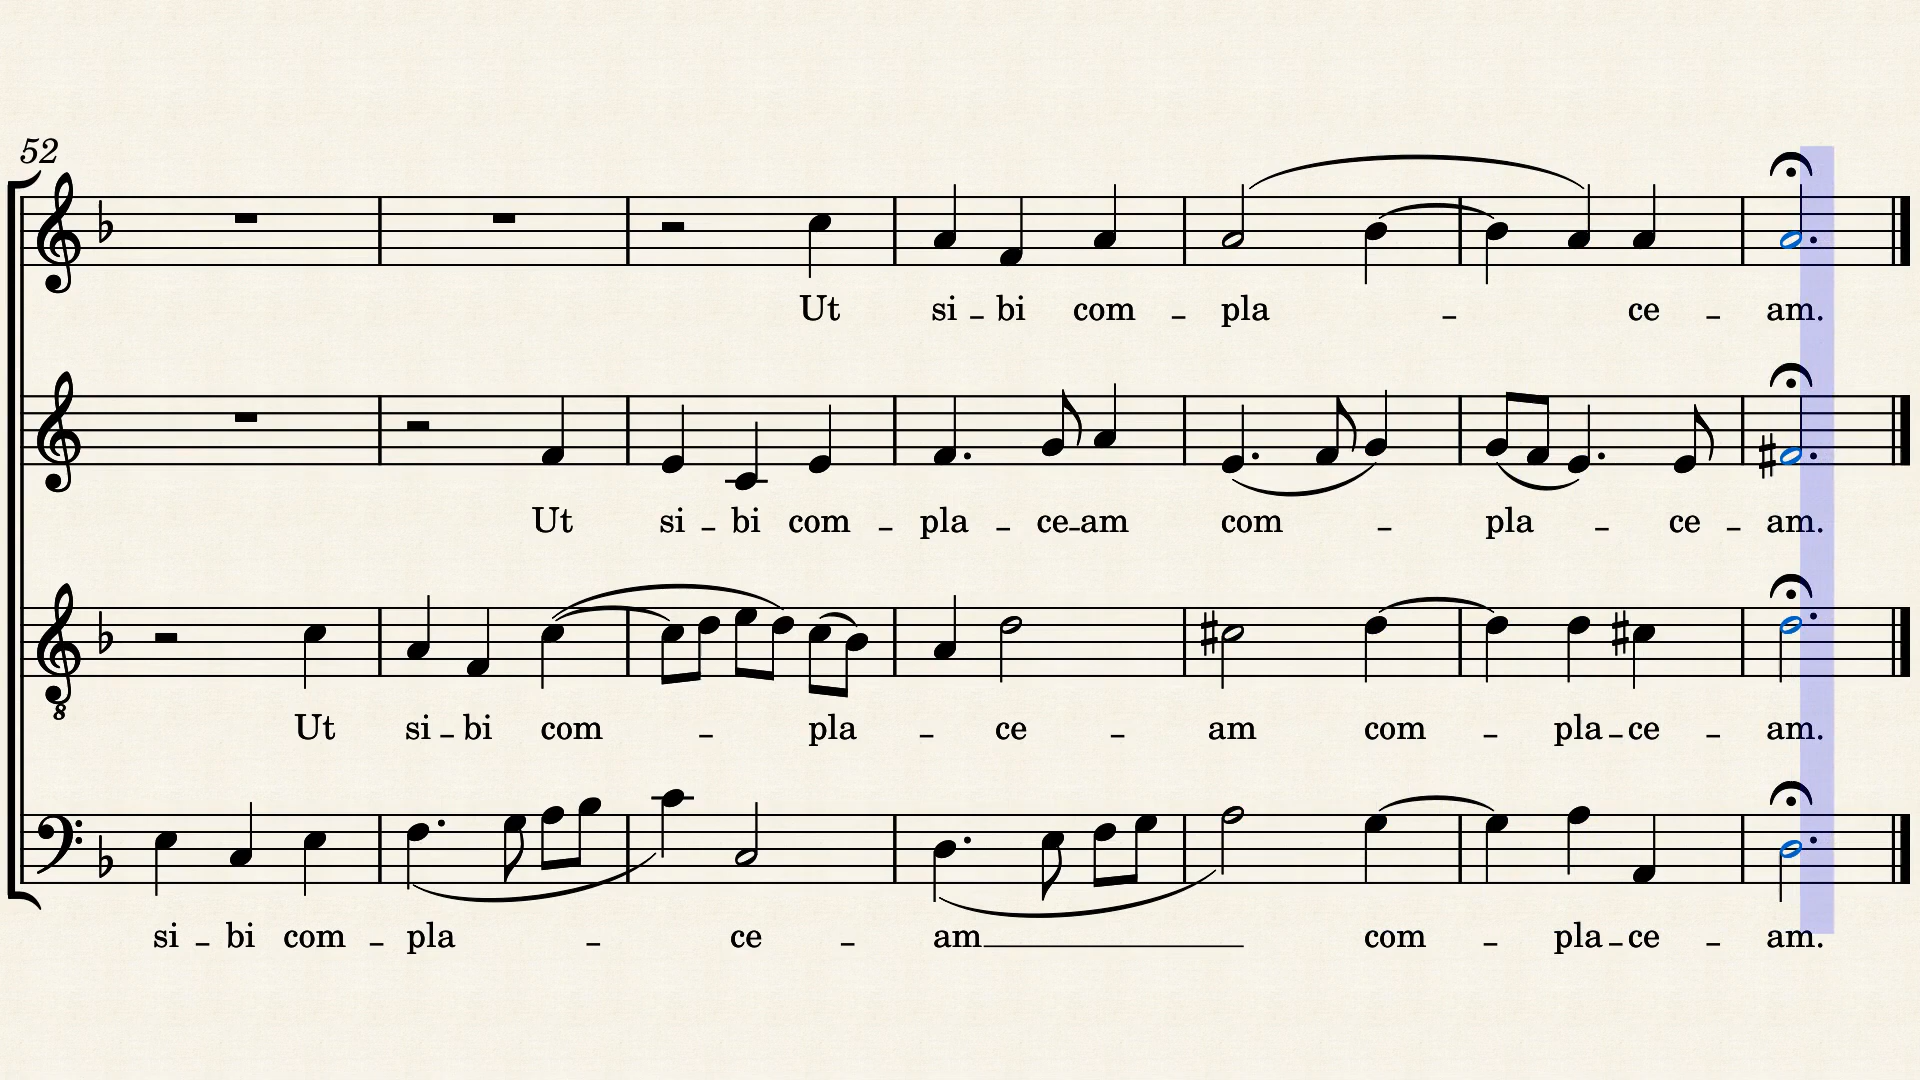 52
Ut si - bi com - pla - ce - am.
Ut si - bi com - pla - ce - am com - pla - ce - am.
8
Ut si - bi com - pla - ce - am com - pla - ce - am.
si - bi com - pla - ce - am_ com - pla - ce - am.